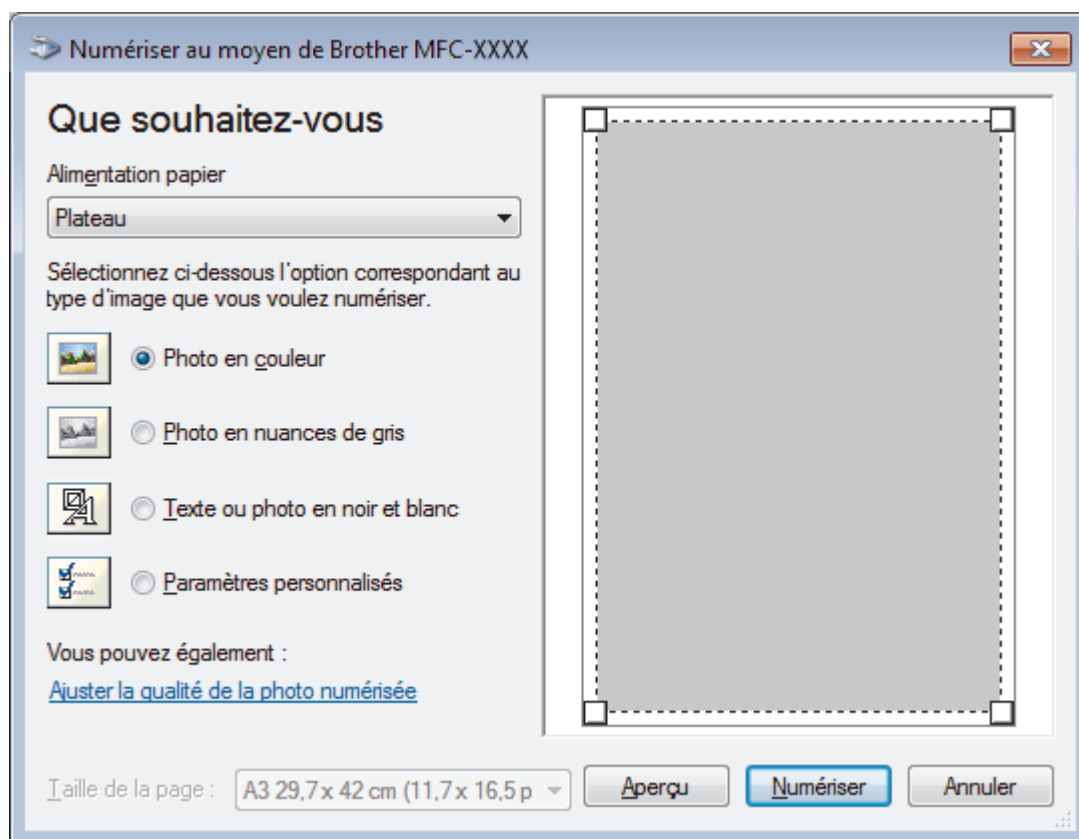 Numériser au moyen de Brother MFC-XXXX
Que souhaitez-vous
Alimentation papier
Plateau
Sélectionnez ci-dessous l'option correspondant au
type d'image que vous voulez numériser.
Photo en couleur
Photo en nuances de gris
Texte ou photo en noir et blanc
Paramètres personnalisés
Vous pouvez également :
Ajuster la qualité de la photo numérisée
Taille de la page : A3 29,7 x 42 cm (11,7 x 16,5 p
Aperçu Numériser Annuler